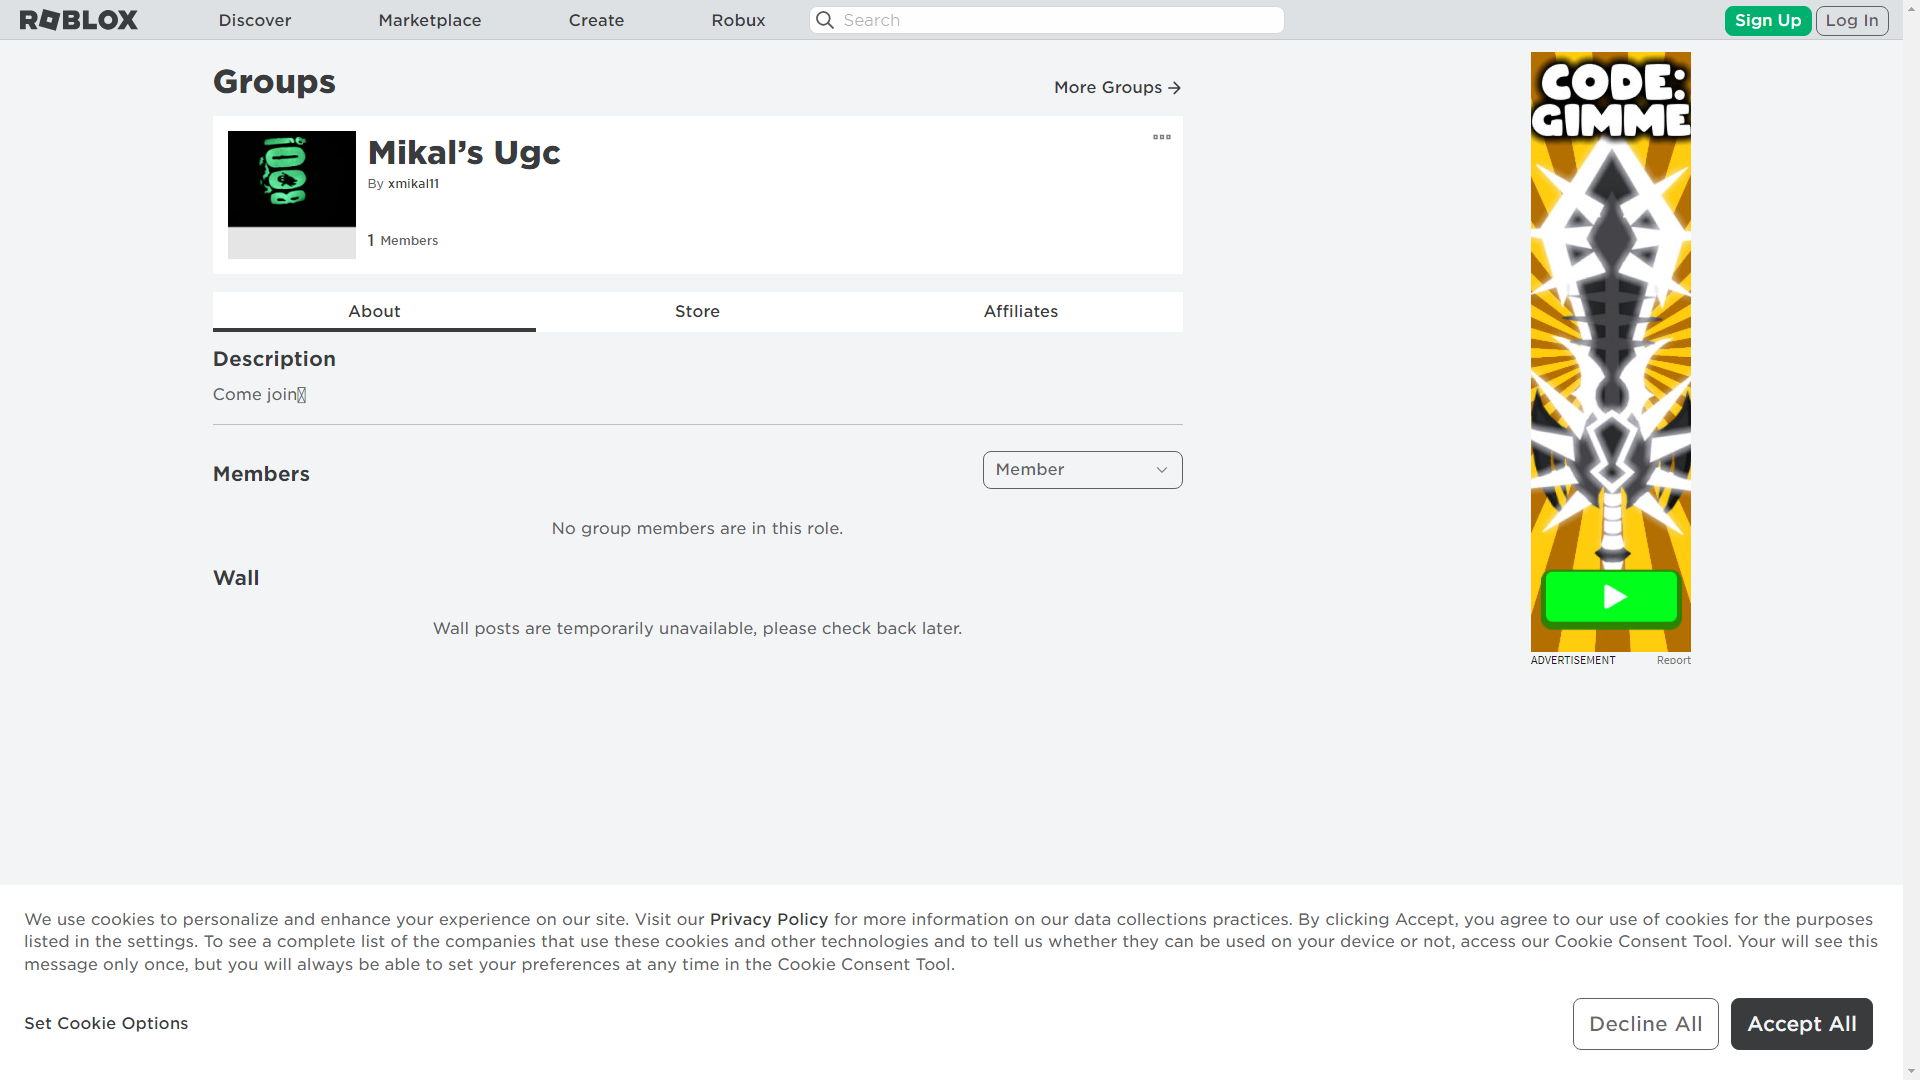 ROBLOX
Discover
Marketplace
Create
Robux
Search
Sign Up
Log In
Groups
More Groups
BOO!
Mikal’s Ugc
By xmikal11
1 Members
About
Store
Affiliates
Description
Come join
Members
Member
No group members are in this role.
Wall
Wall posts are temporarily unavailable, please check back later.
CODE:
GIMME
ADVERTISEMENT
Report
We use cookies to personalize and enhance your experience on our site. Visit our Privacy Policy for more information on our data collections practices. By clicking Accept, you agree to our use of cookies for the purposes
listed in the settings. To see a complete list of the companies that use these cookies and other technologies and to tell us whether they can be used on your device or not, access our Cookie Consent Tool. Your will see this
message only once, but you will always be able to set your preferences at any time in the Cookie Consent Tool.
Set Cookie Options
Decline All
Accept All